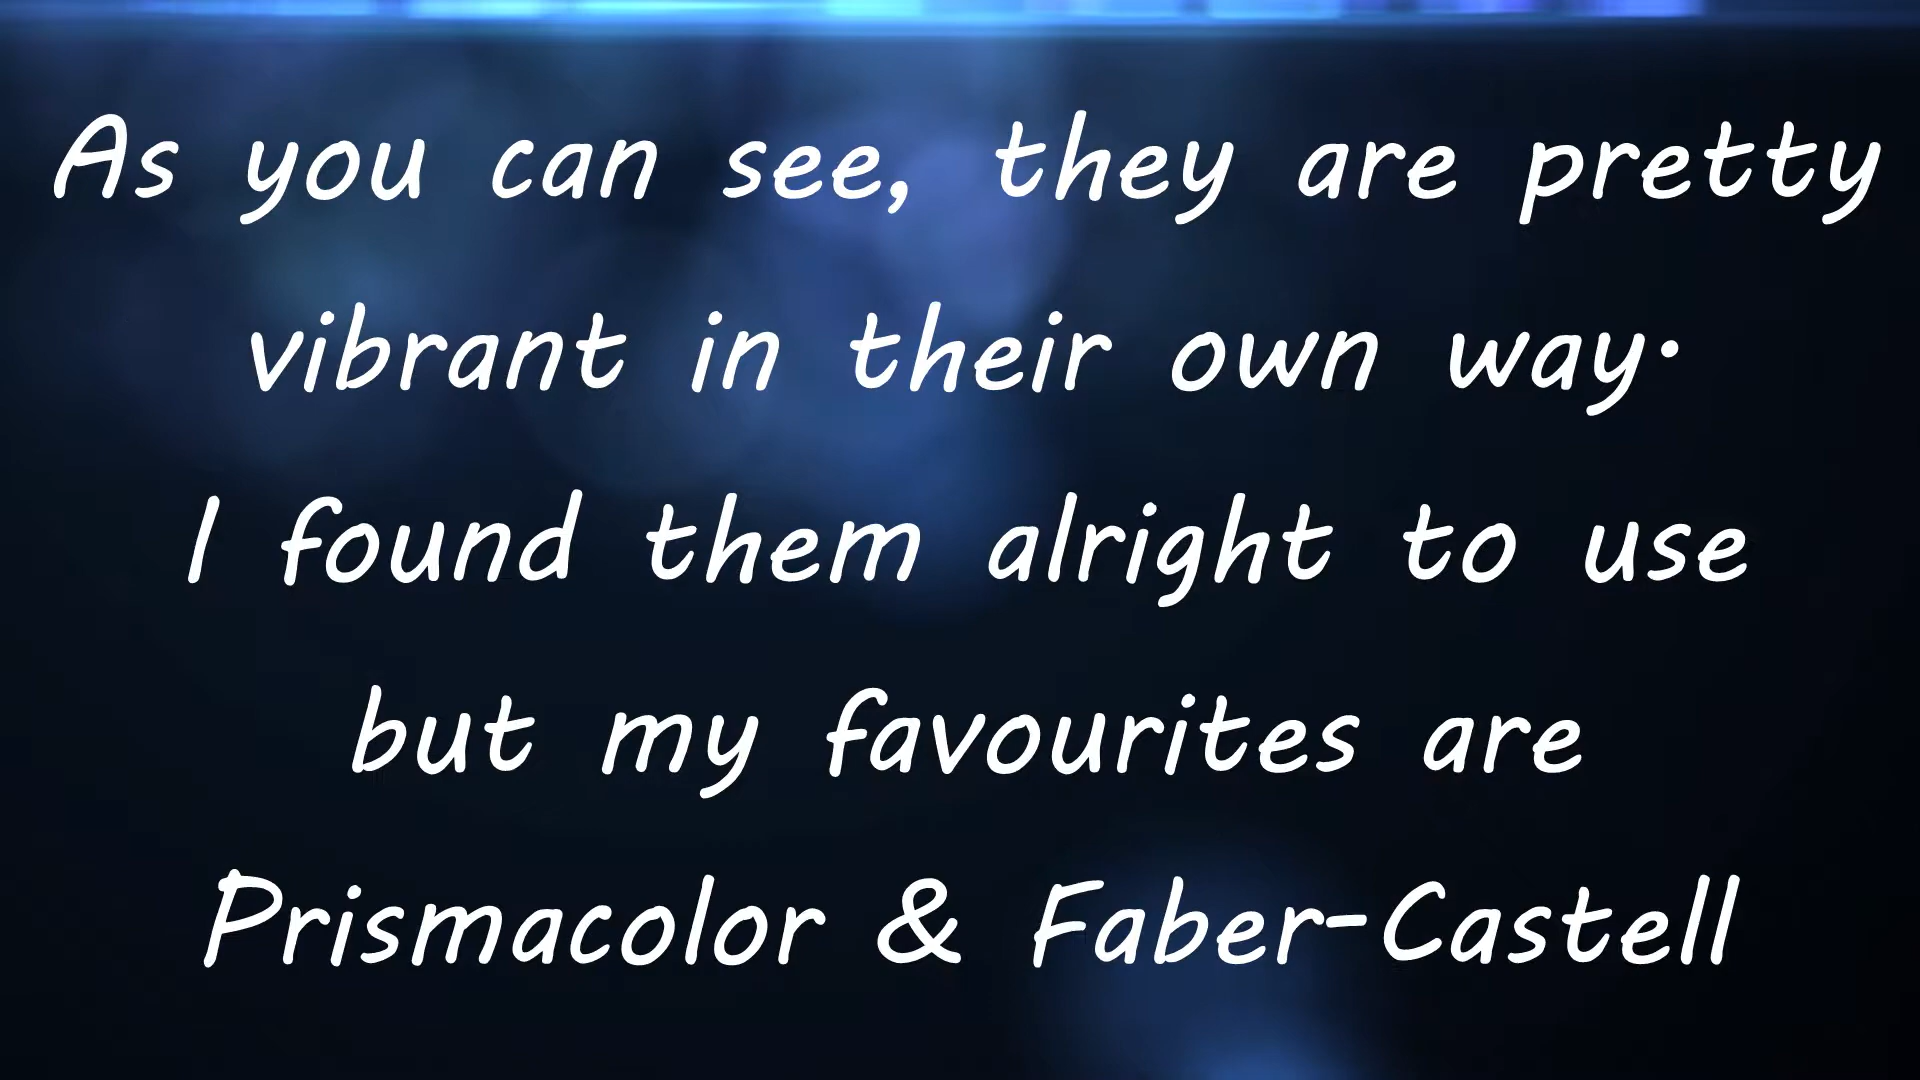 As you can see, they are pretty
vibrant in their own way.
I found them alright to use
but my favourites are
Prismacolor & Faber-Castell